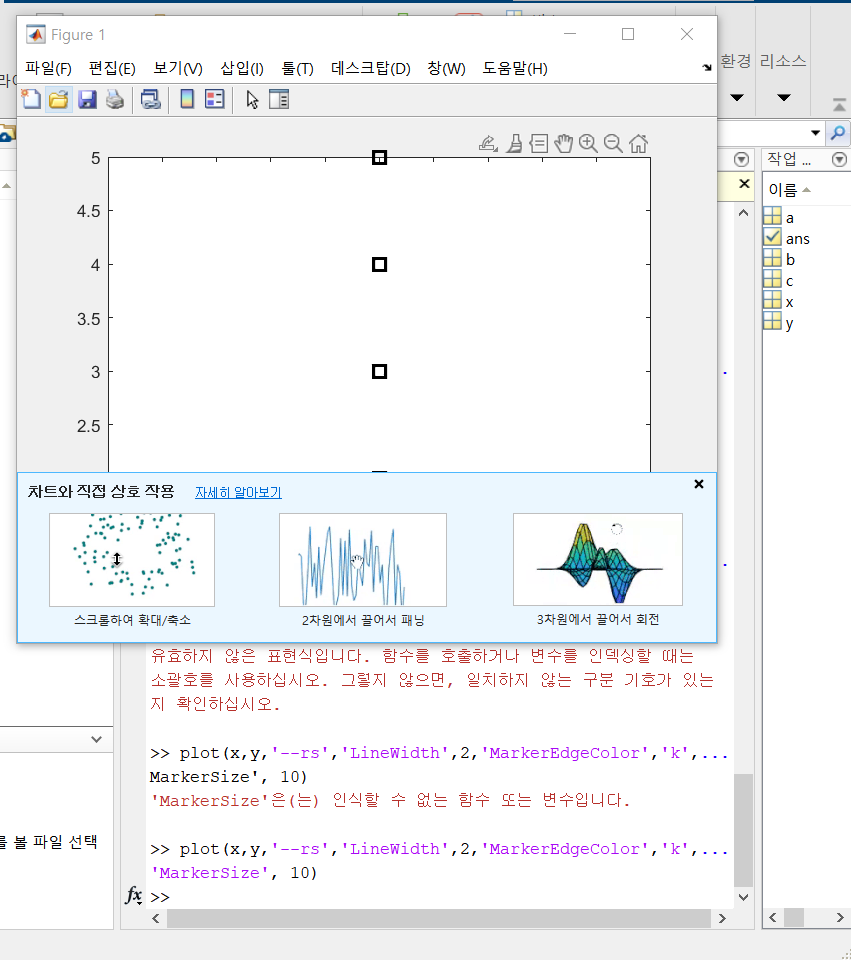 Figure 1
파일(F) 편집(E) 보기(V) 삽입(I) 툴(T) 데스크탑(D) 창(W) 도움말(H)
환경 리소스
5
4.5
4
3.5
3
2.5
작업 ...
이름
a
ans
b
c
x
y
차트와 직접 상호 작용 자세히 알아보기
스크롤하여 확대/축소
2차원에서 끌어서 패닝
3차원에서 끌어서 회전
유효하지 않은 표현식입니다. 함수를 호출하거나 변수를 인덱싱할 때는
소괄호를 사용하십시오. 그렇지 않으면, 일치하지 않는 구분 기호가 있는
지 확인하십시오.
>> plot(x,y,'--rs','LineWidth',2,'MarkerEdgeColor','k',...
MarkerSize', 10)
'MarkerSize'은(는) 인식할 수 없는 함수 또는 변수입니다.
>> plot(x,y,'--rs','LineWidth',2,'MarkerEdgeColor','k',...
'MarkerSize', 10)
fx >>
볼 파일 선택